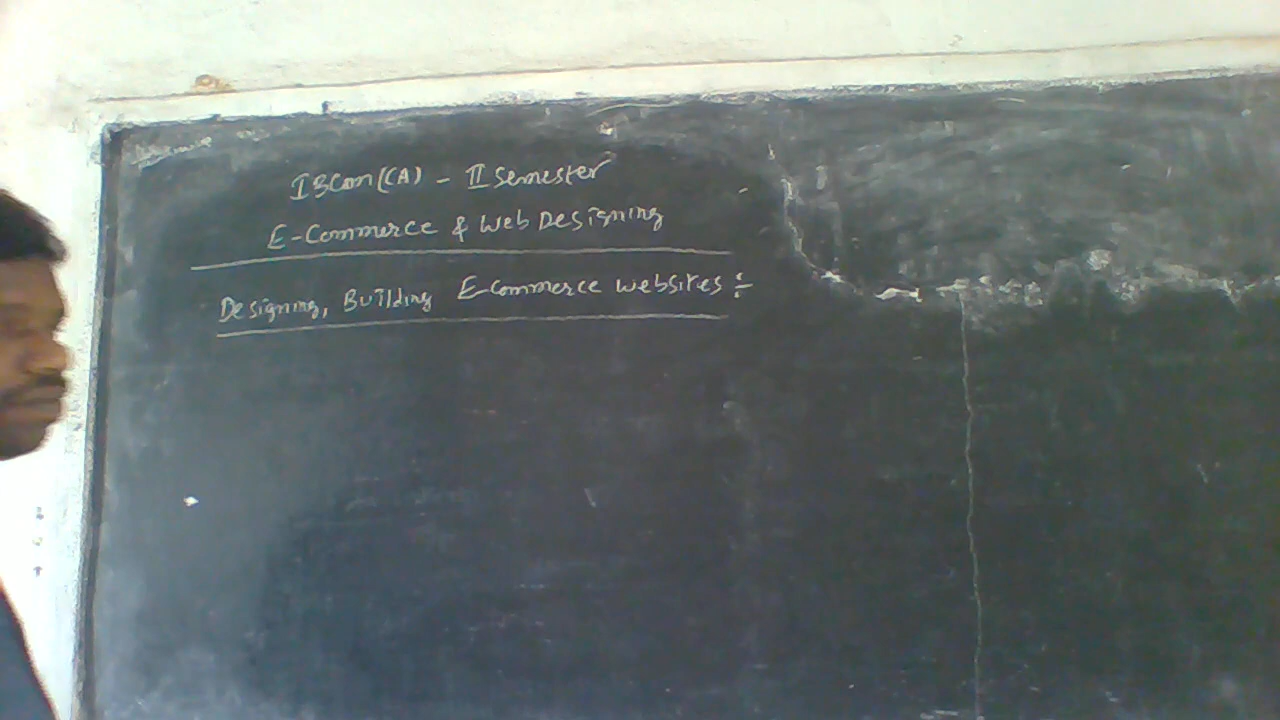 I BCom (CA) - II Semester
E-Commerce & Web Designing
Designing, Building E-Commerce websites ÷